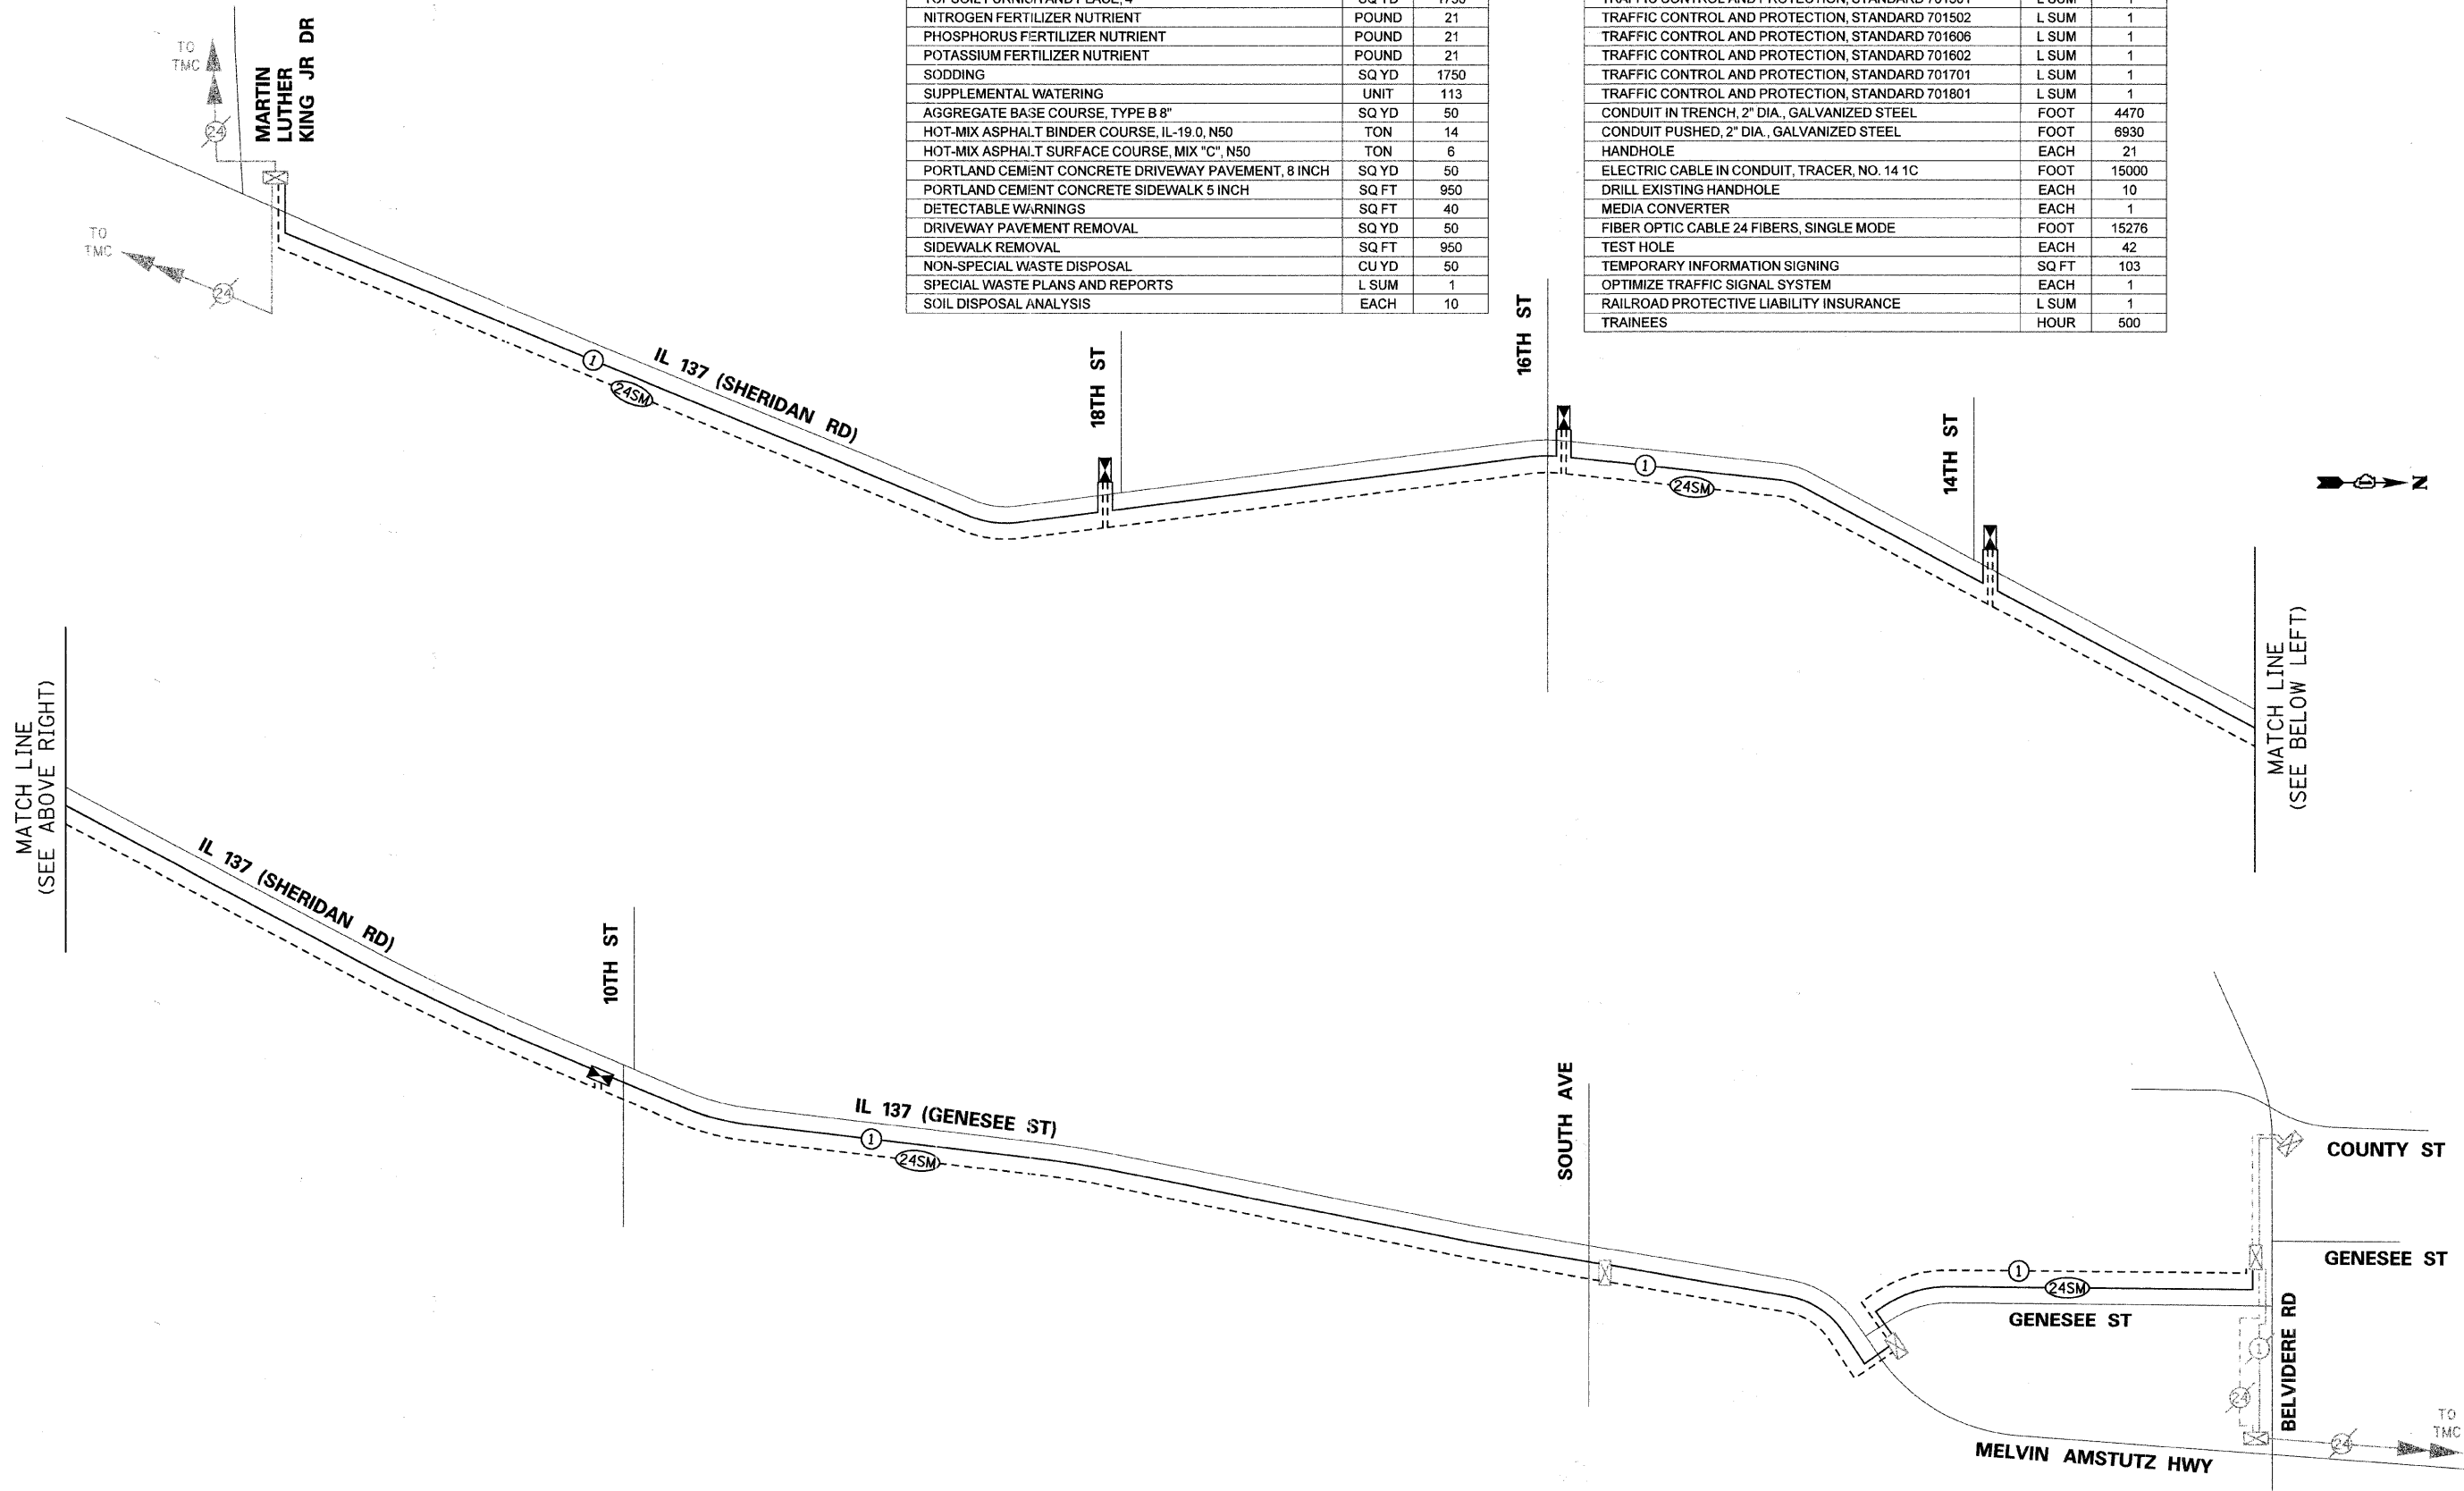 NITROGEN FERTILIZER NUTRIENT POUND 21
PHOSPHORUS FERTILIZER NUTRIENT POUND 21
POTASSIUM FERTILIZER NUTRIENT POUND 21
SODDING SQ YD 1750
SUPPLEMENTAL WATERING UNIT 113
AGGREGATE BASE COURSE, TYPE B 8" SQ YD 50
HOT-MIX ASPHALT BINDER COURSE, IL-19.0, N50 TON 14
HOT-MIX ASPHALT SURFACE COURSE, MIX "C", N50 TON 6
PORTLAND CEMENT CONCRETE DRIVEWAY PAVEMENT, 8 INCH SQ YD 50
PORTLAND CEMENT CONCRETE SIDEWALK 5 INCH SQ FT 950
DETECTABLE WARNINGS SQ FT 40
DRIVEWAY PAVEMENT REMOVAL SQ YD 50
SIDEWALK REMOVAL SQ FT 950
NON-SPECIAL WASTE DISPOSAL CU YD 50
SPECIAL WASTE PLANS AND REPORTS L SUM 1
SOIL DISPOSAL ANALYSIS EACH 10
TRAFFIC CONTROL AND PROTECTION, STANDARD 701502 L SUM 1
TRAFFIC CONTROL AND PROTECTION, STANDARD 701606 L SUM 1
TRAFFIC CONTROL AND PROTECTION, STANDARD 701602 L SUM 1
TRAFFIC CONTROL AND PROTECTION, STANDARD 701701 L SUM 1
TRAFFIC CONTROL AND PROTECTION, STANDARD 701801 L SUM 1
CONDUIT IN TRENCH, 2" DIA., GALVANIZED STEEL FOOT 4470
CONDUIT PUSHED, 2" DIA., GALVANIZED STEEL FOOT 6930
HANDHOLE EACH 21
ELECTRIC CABLE IN CONDUIT, TRACER, NO. 14 1C FOOT 15000
DRILL EXISTING HANDHOLE EACH 10
MEDIA CONVERTER EACH 1
FIBER OPTIC CABLE 24 FIBERS, SINGLE MODE FOOT 15276
TEST HOLE EACH 42
TEMPORARY INFORMATION SIGNING SQ FT 103
OPTIMIZE TRAFFIC SIGNAL SYSTEM EACH 1
RAILROAD PROTECTIVE LIABILITY INSURANCE L SUM 1
TRAINEES HOUR 500
TO
TMC
24
MARTIN
LUTHER
KING JR DR
TO
TMC
24
1
24SM
IL 137 (SHERIDAN RD)
18TH ST
16TH ST
1
24SM
14TH ST
N
MATCH LINE
(SEE BELOW LEFT)
MATCH LINE
(SEE ABOVE RIGHT)
IL 137 (SHERIDAN RD)
10TH ST
IL 137 (GENESEE ST)
1
24SM
SOUTH AVE
COUNTY ST
GENESEE ST
1
24SM
GENESEE ST
BELVIDERE RD
1
24
24
TO
TMC
MELVIN AMSTUTZ HWY